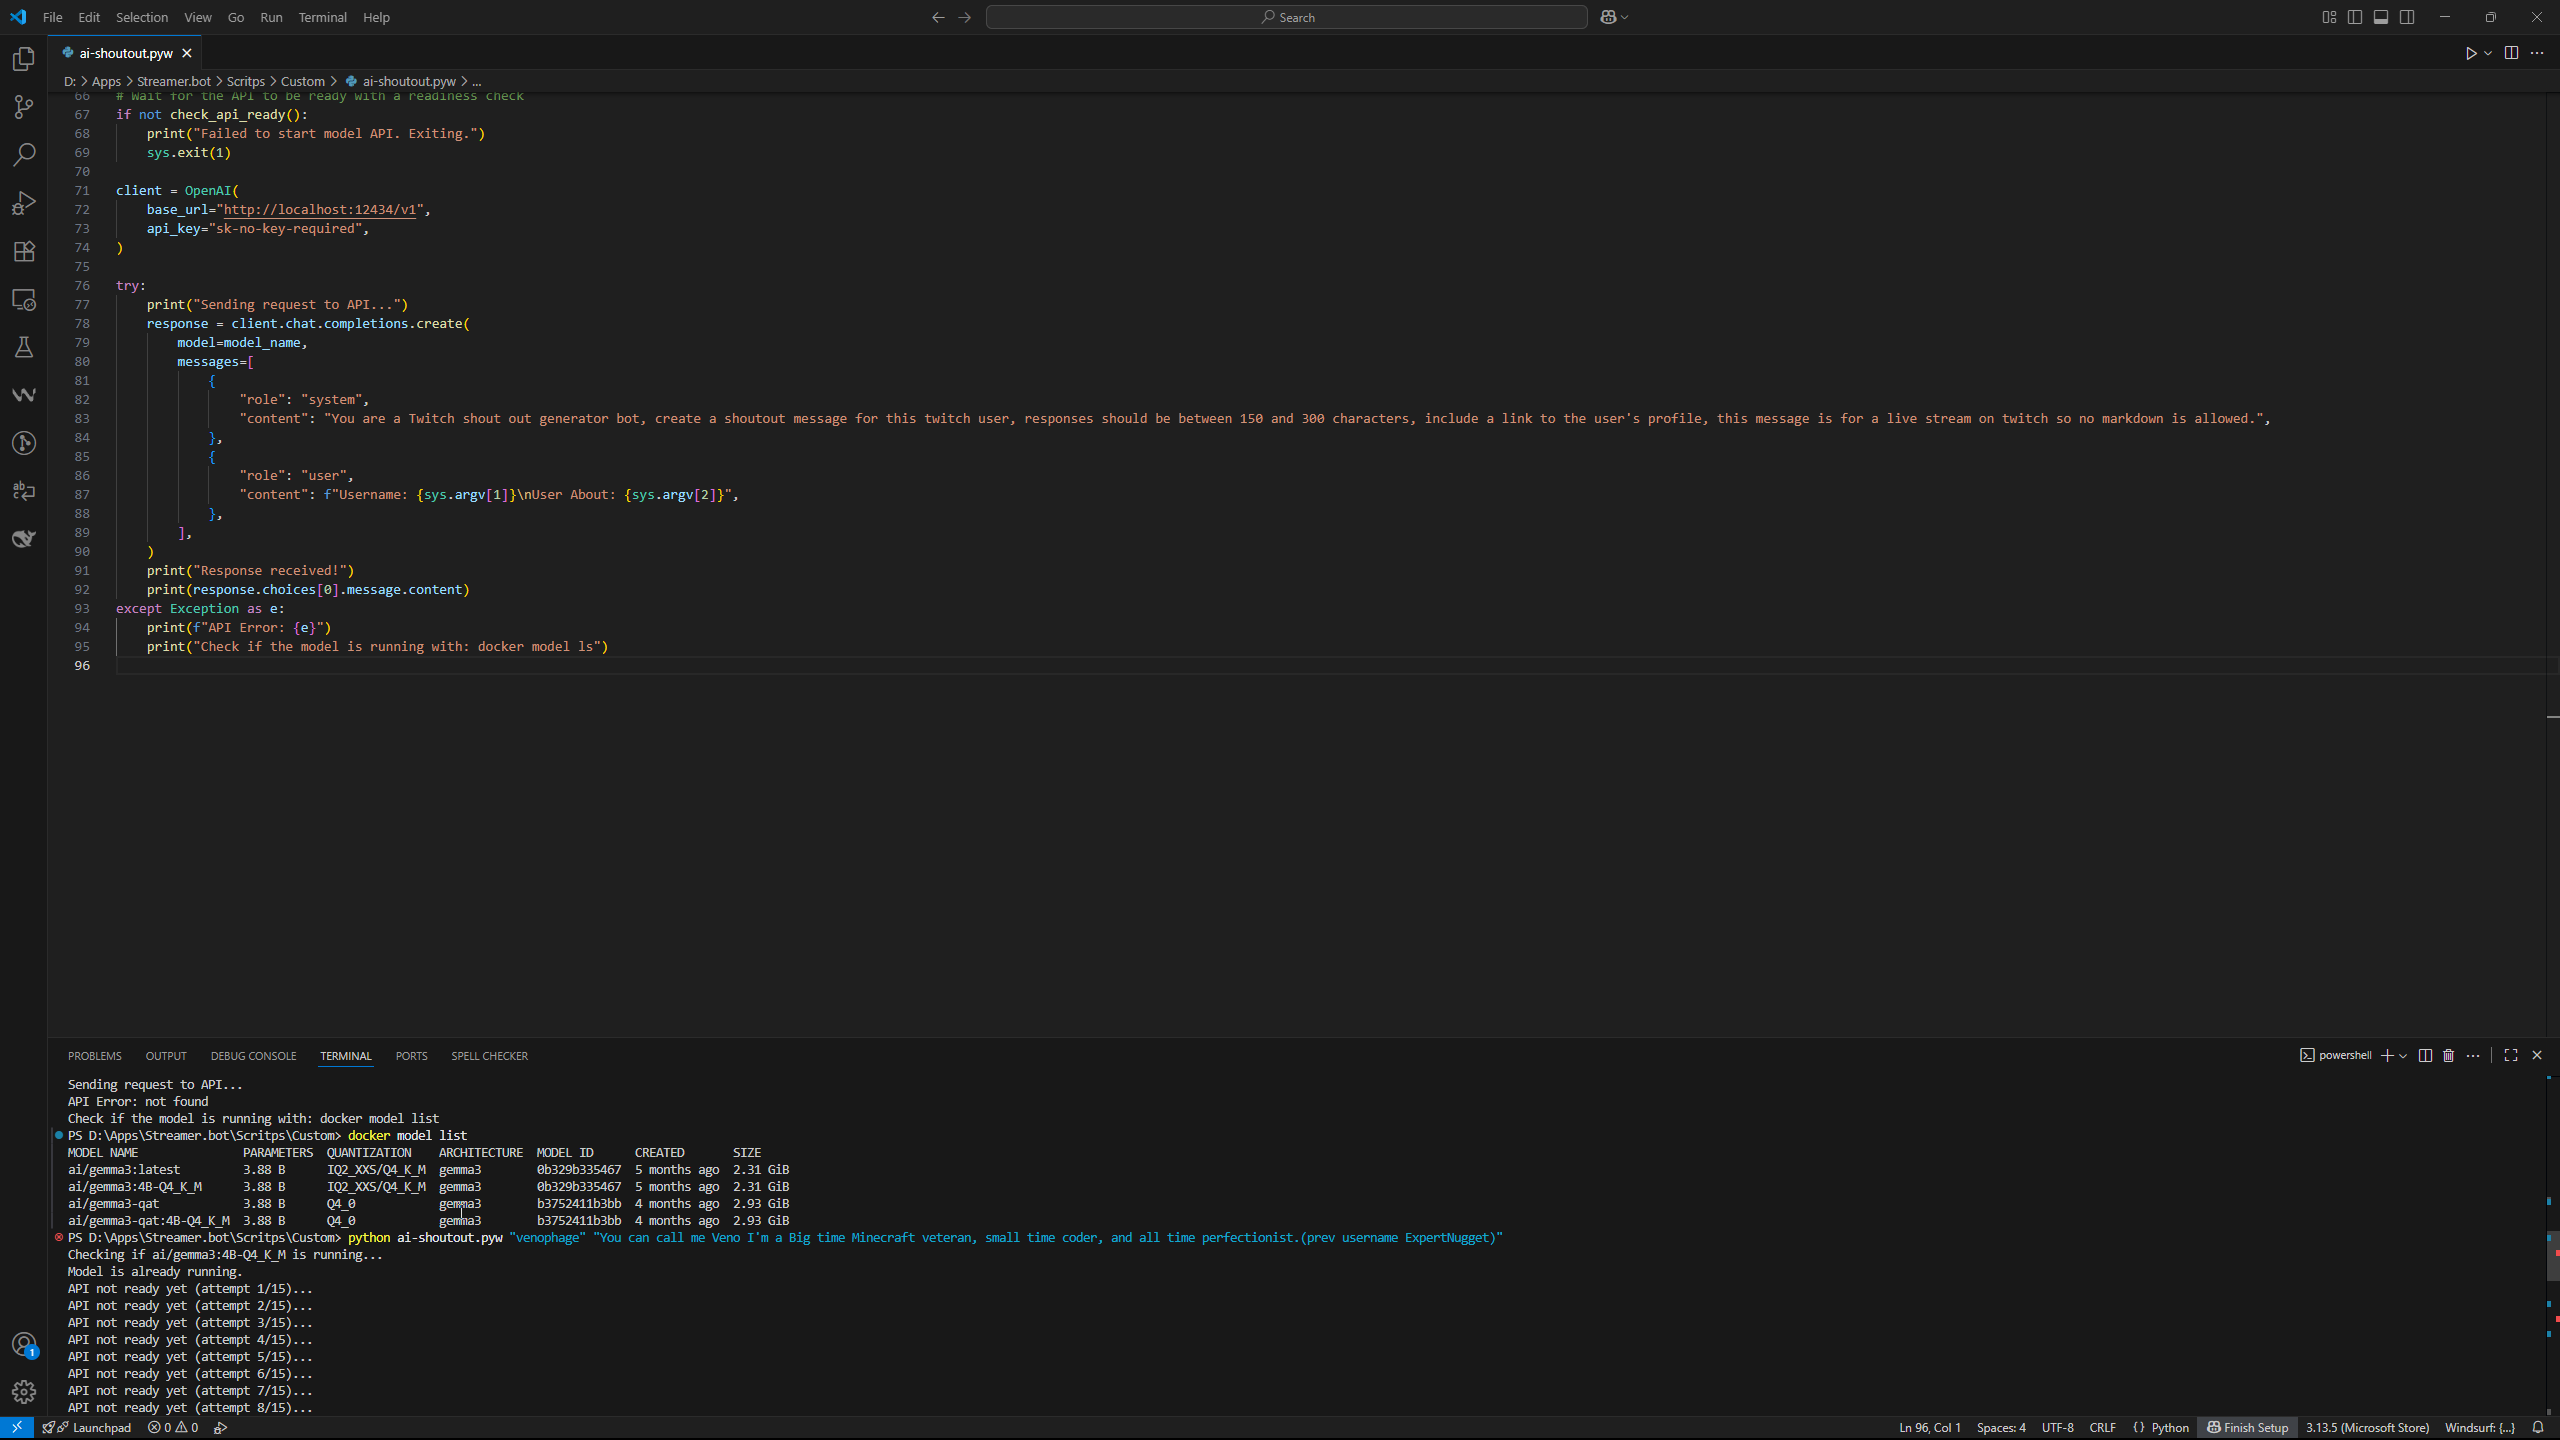 File Edit Selection View Go Run Terminal Help
Search
ai-shoutout.pyw
D: > Apps > Streamer.bot > Scritps > Custom > ai-shoutout.pyw > ...
66 # Wait for the API to be ready with a readiness check
67 if not check_api_ready():
68 print("Failed to start model API. Exiting.")
69 sys.exit(1)
70
71 client = OpenAI(
72 base_url="http://localhost:12434/v1",
73 api_key="sk-no-key-required",
74 )
75
76 try:
77 print("Sending request to API...")
78 response = client.chat.completions.create(
79 model=model_name,
80 messages=[
81 {
82 "role": "system",
83 "content": "You are a Twitch shout out generator bot, create a shoutout message for this twitch user, responses should be between 150 and 300 characters, include a link to the user's profile, this message is for a live stream on twitch so no markdown is allowed.",
84 },
85 {
86 "role": "user",
87 "content": f"Username: {sys.argv[1]}\nUser About: {sys.argv[2]}",
88 },
89 ],
90 )
91 print("Response received!")
92 print(response.choices[0].message.content)
93 except Exception as e:
94 print(f"API Error: {e}")
95 print("Check if the model is running with: docker model ls")
96
PROBLEMS OUTPUT DEBUG CONSOLE TERMINAL PORTS SPELL CHECKER
powershell
Sending request to API...
API Error: not found
Check if the model is running with: docker model list
PS D:\Apps\Streamer.bot\Scritps\Custom> docker model list
MODEL NAME PARAMETERS QUANTIZATION ARCHITECTURE MODEL ID CREATED SIZE
ai/gemma3:latest 3.88 B IQ2_XXS/Q4_K_M gemma3 0b329b335467 5 months ago 2.31 GiB
ai/gemma3:4B-Q4_K_M 3.88 B IQ2_XXS/Q4_K_M gemma3 0b329b335467 5 months ago 2.31 GiB
ai/gemma3-qat 3.88 B Q4_0 gemma3 b3752411b3bb 4 months ago 2.93 GiB
ai/gemma3-qat:4B-Q4_K_M 3.88 B Q4_0 gemma3 b3752411b3bb 4 months ago 2.93 GiB
PS D:\Apps\Streamer.bot\Scritps\Custom> python ai-shoutout.pyw "venophage" "You can call me Veno I'm a Big time Minecraft veteran, small time coder, and all time perfectionist.(prev username ExpertNugget)"
Checking if ai/gemma3:4B-Q4_K_M is running...
Model is already running.
API not ready yet (attempt 1/15)...
API not ready yet (attempt 2/15)...
API not ready yet (attempt 3/15)...
API not ready yet (attempt 4/15)...
API not ready yet (attempt 5/15)...
API not ready yet (attempt 6/15)...
API not ready yet (attempt 7/15)...
API not ready yet (attempt 8/15)...
1
Launchpad 0 0 Ln 96, Col 1 Spaces: 4 UTF-8 CRLF {} Python Finish Setup 3.13.5 (Microsoft Store) Windsurf: {...}